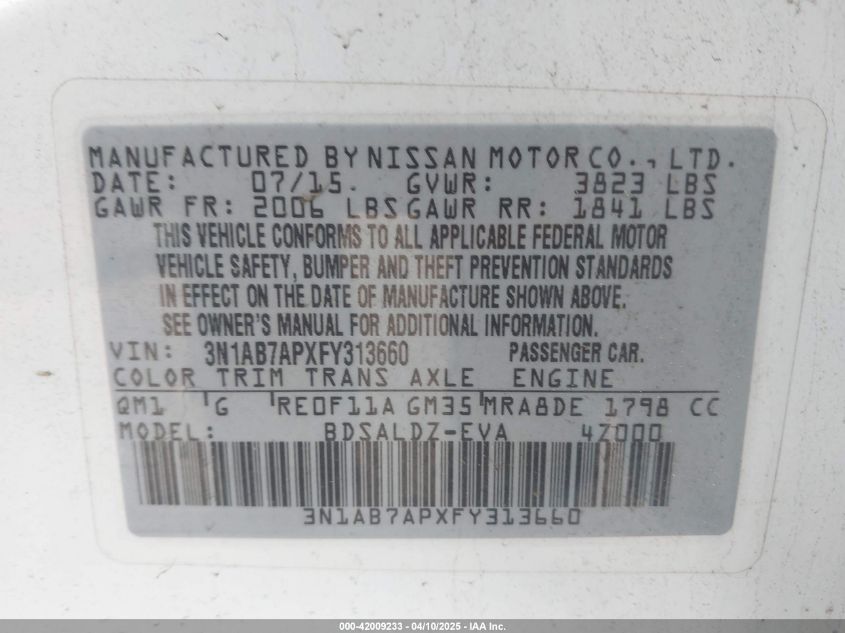 MANUFACTURED BY NISSAN MOTOR CO., LTD.
DATE: 07/15. GVWR: 3823 LBS
GAWR FR: 2006 LBS GAWR RR: 1841 LBS
THIS VEHICLE CONFORMS TO ALL APPLICABLE FEDERAL MOTOR
VEHICLE SAFETY, BUMPER AND THEFT PREVENTION STANDARDS
IN EFFECT ON THE DATE OF MANUFACTURE SHOWN ABOVE.
SEE OWNER'S MANUAL FOR ADDITIONAL INFORMATION.
VIN: 3N1AB7APXFY313660 PASSENGER CAR.
COLOR TRIM TRANS AXLE ENGINE
QM1 G RE0F11A GM35 MRA8DE 1798 CC
MODEL: BDSALDZ-EVA 4Z000
3N1AB7APXFY313660
000-42009233 - 04/10/2025 - IAA Inc.